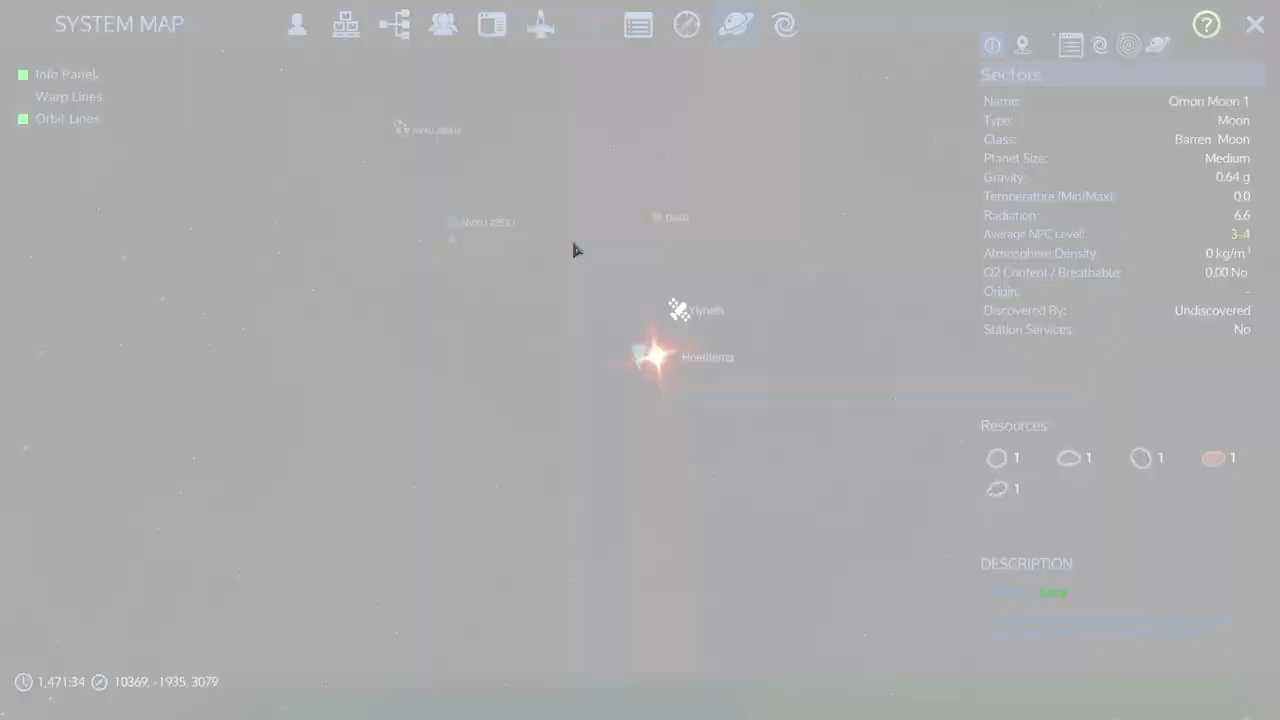 SYSTEM MAP
?
Info Panel
Warp Lines
Orbit Lines
Sectors
Name: Omon Moon 1
Type: Moon
Class: Barren Moon
Planet Size: Medium
Gravity: 0.64 g
Temperature (Min/Max): 0.0
Radiation: 6.6
Average NPC Level: 3-4
Atmosphere Density 0 kg/m³
O2 Content / Breathable: 0.00 No
Origin: -
Discovered By: Undiscovered
Station Services: No
Ylyneth
Resources:
1 1 1 1
1
DESCRIPTION
Easy
1,471:34 10369, -1935, 3079